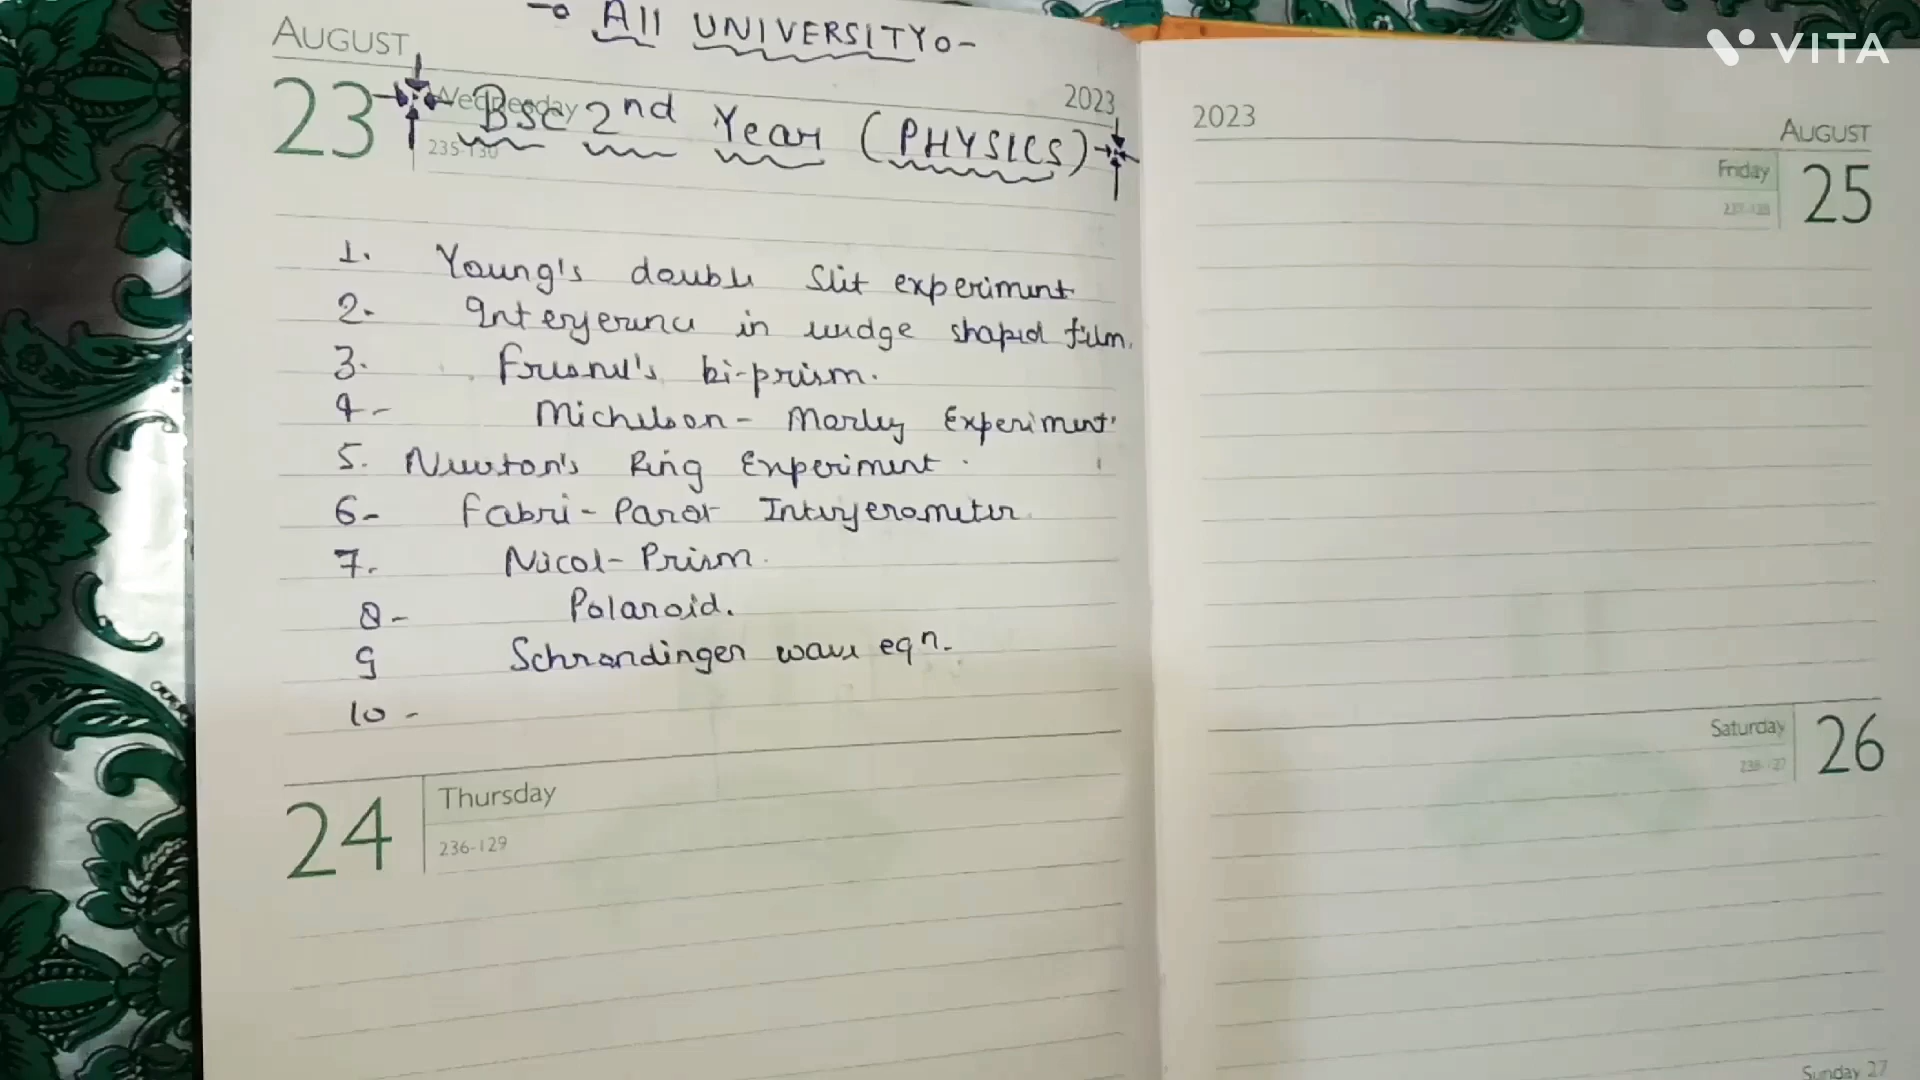 -o All UNIVERSITY o-
AUGUST
VITA
23 Wednesday
2023
Bsc 2nd Year (PHYSICS)
235-130
1. Young's double slit experiment
2. Interference in wedge shaped film.
3. Fresnel's bi-prism.
4- Michelson - Morley Experiment
5. Newton's Ring Experiment.
6- Fabri - Parot Interferometer
7. Nicol - Prism.
8- Polaroid.
9 Schrondinger wave eqn.
10 -
24 Thursday
236-129
2023
AUGUST
Friday 25
Saturday 26
Sunday 27